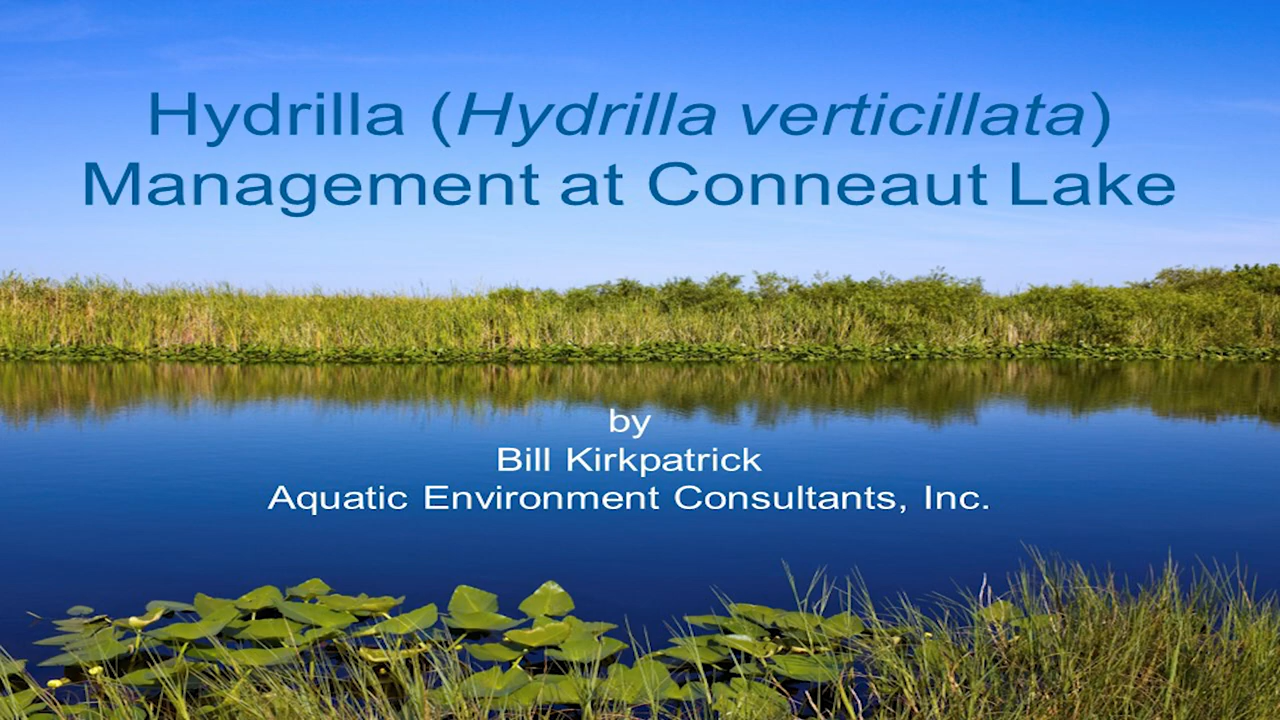 Hydrilla (Hydrilla verticillata)
Management at Conneaut Lake
by
Bill Kirkpatrick
Aquatic Environment Consultants, Inc.